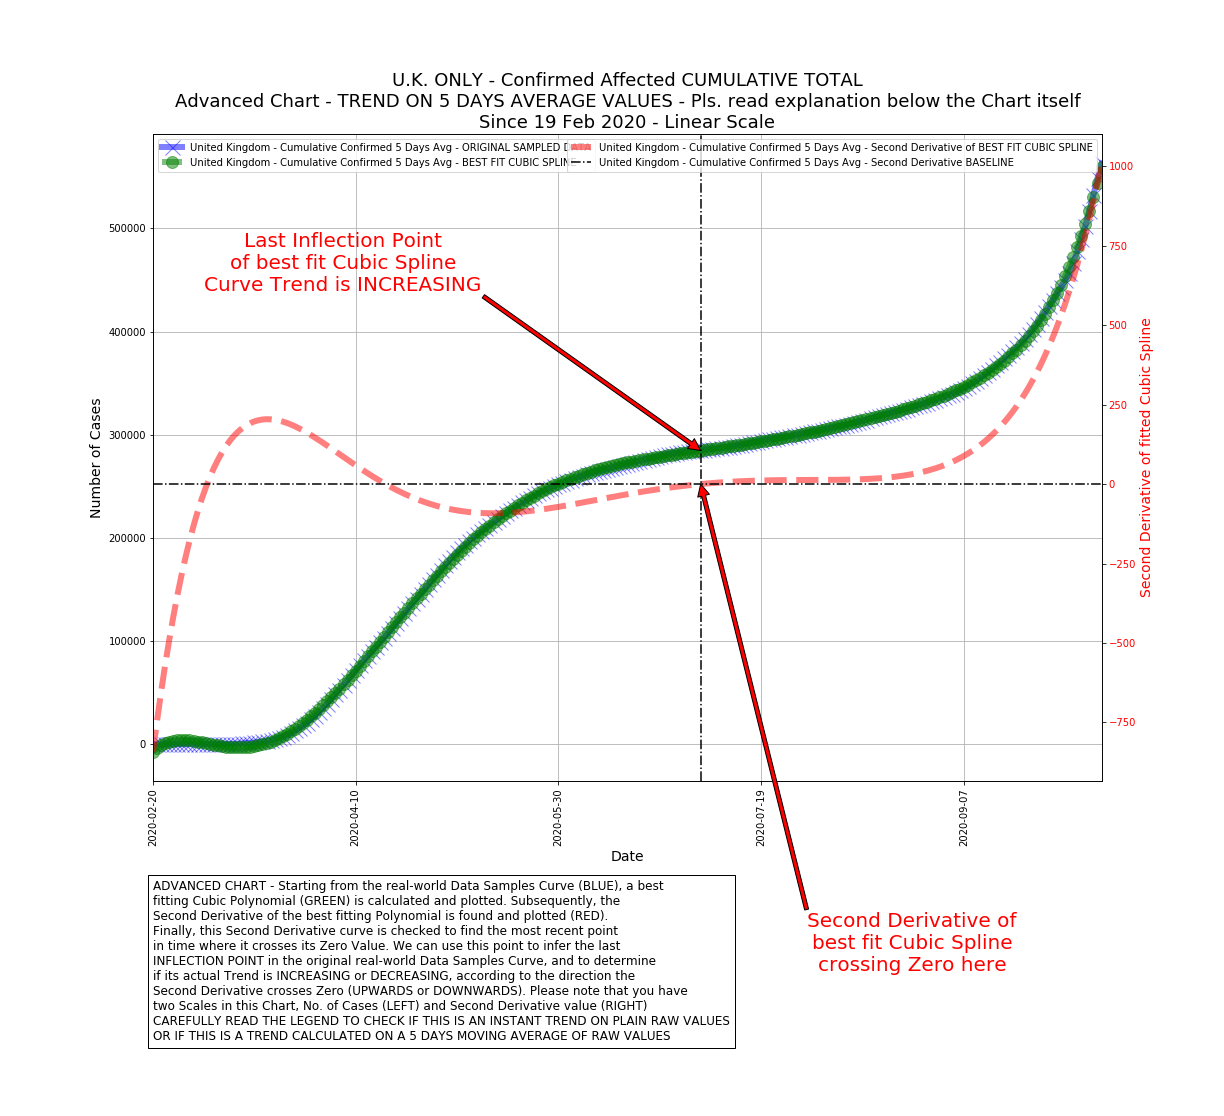 U.K. ONLY - Confirmed Affected CUMULATIVE TOTAL
Advanced Chart - TREND ON 5 DAYS AVERAGE VALUES - Pls. read explanation below the Chart itself
Since 19 Feb 2020 - Linear Scale
United Kingdom - Cumulative Confirmed 5 Days Avg - ORIGINAL SAMPLED DATA
United Kingdom - Cumulative Confirmed 5 Days Avg - BEST FIT CUBIC SPLINE
United Kingdom - Cumulative Confirmed 5 Days Avg - Second Derivative of BEST FIT CUBIC SPLINE
United Kingdom - Cumulative Confirmed 5 Days Avg - Second Derivative BASELINE
Last Inflection Point
of best fit Cubic Spline
Curve Trend is INCREASING
Number of Cases
500000
400000
300000
200000
100000
0
1000
750
500
250
0
−250
−500
−750
Second Derivative of fitted Cubic Spline
2020-02-20
2020-04-10
2020-05-30
2020-07-19
2020-09-07
Date
Second Derivative of
best fit Cubic Spline
crossing Zero here
ADVANCED CHART - Starting from the real-world Data Samples Curve (BLUE), a best
fitting Cubic Polynomial (GREEN) is calculated and plotted. Subsequently, the
Second Derivative of the best fitting Polynomial is found and plotted (RED).
Finally, this Second Derivative curve is checked to find the most recent point
in time where it crosses its Zero Value. We can use this point to infer the last
INFLECTION POINT in the original real-world Data Samples Curve, and to determine
if its actual Trend is INCREASING or DECREASING, according to the direction the
Second Derivative crosses Zero (UPWARDS or DOWNWARDS). Please note that you have
two Scales in this Chart, No. of Cases (LEFT) and Second Derivative value (RIGHT)
CAREFULLY READ THE LEGEND TO CHECK IF THIS IS AN INSTANT TREND ON PLAIN RAW VALUES
OR IF THIS IS A TREND CALCULATED ON A 5 DAYS MOVING AVERAGE OF RAW VALUES